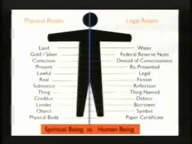 Physical Realm Legal Realm
Land Water
Gold / Silver Federal Reserve Note
Conscious Devoid of Consciousness
Present Re-Presented
Lawful Legal
Real Fiction
Substance Reflection
Thing Thing Named
Creditor Debtor
Lender Borrower
Object Symbol
Physical Body Paper Certificate
Spiritual Being vs. Human Being